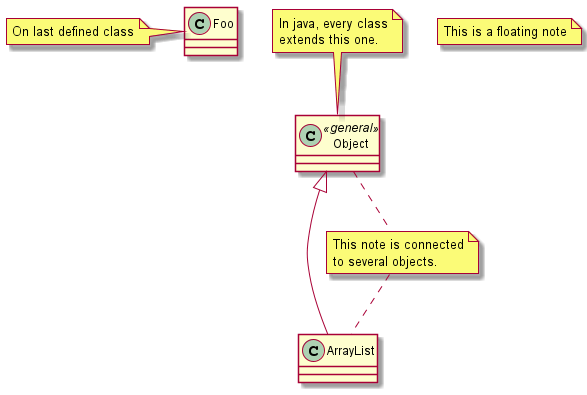 On last defined class
C Foo
In java, every class
extends this one.
This is a floating note
C «general»
Object
This note is connected
to several objects.
C ArrayList